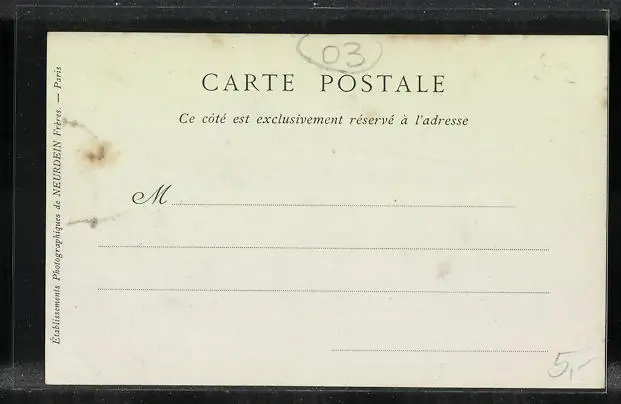 03
CARTE POSTALE
Ce côté est exclusivement réservé à l'adresse
M
Établissements Photographiques de NEURDEIN Frères. — Paris
5,-